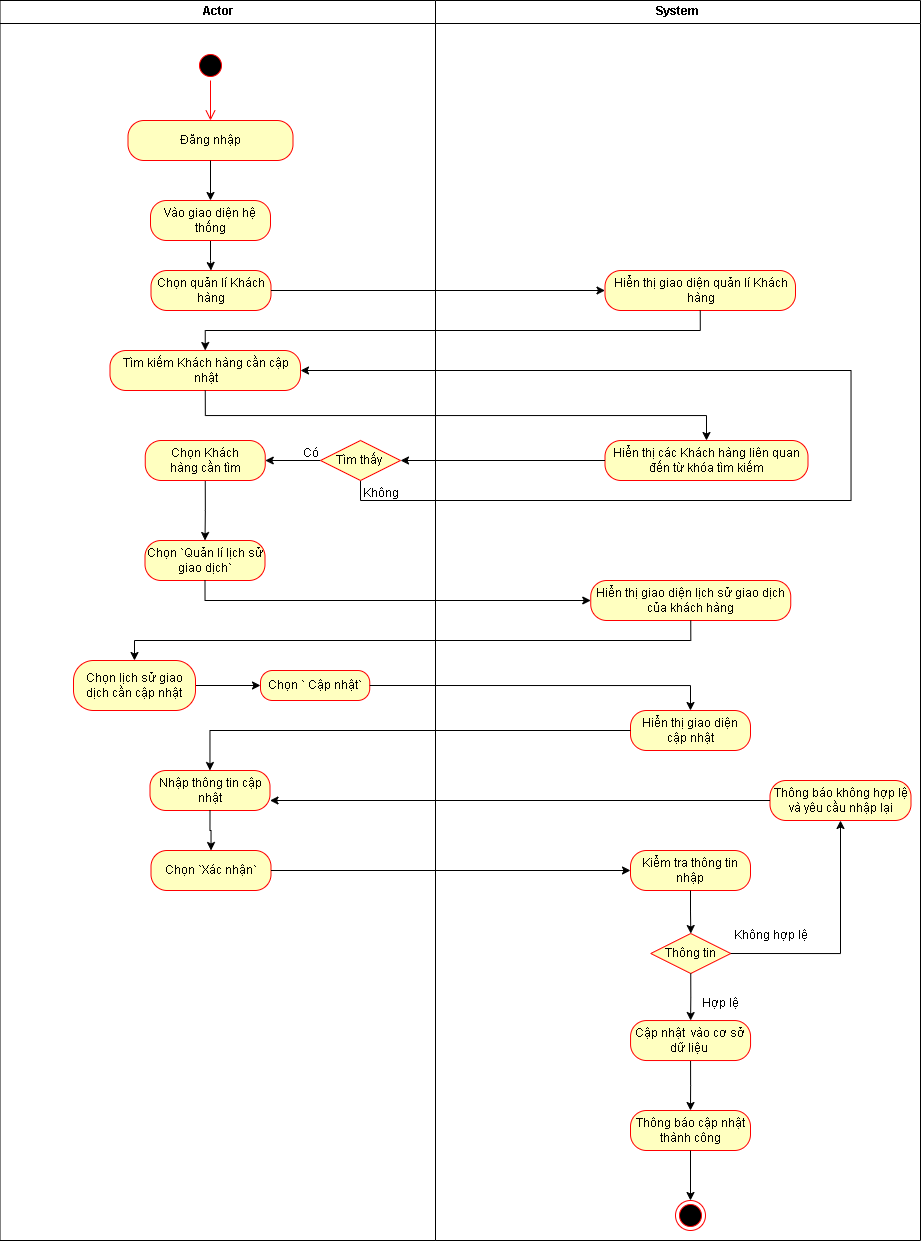 Actor
System
Đăng nhập
Vào giao diện hệ
thống
Chọn quản lí Khách
hàng
Hiển thị giao diện quản lí Khách
hàng
Tìm kiếm Khách hàng cần cập
nhật
Chọn Khách
hàng cần tìm
Có
Tìm thấy
Không
Hiển thị các Khách hàng liên quan
đến từ khóa tìm kiếm
Chọn `Quản lí lịch sử
giao dịch`
Hiển thị giao diện lịch sử giao dịch
của khách hàng
Chọn lịch sử giao
dịch cần cập nhật
Chọn ` Cập nhật`
Hiển thị giao diện
cập nhật
Nhập thông tin cập
nhật
Thông báo không hợp lệ
và yêu cầu nhập lại
Chọn `Xác nhận`
Kiểm tra thông tin
nhập
Không hợp lệ
Thông tin
Hợp lệ
Cập nhật vào cơ sở
dữ liệu
Thông báo cập nhật
thành công